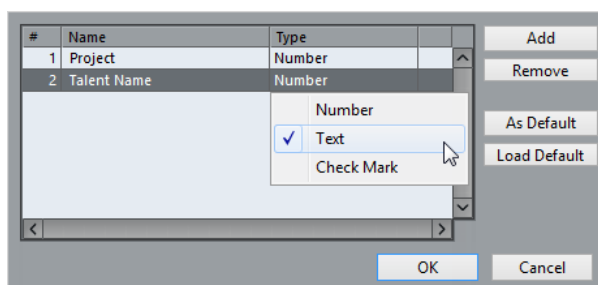 # Name Type
1 Project Number
2 Talent Name Number
Number
✓ Text
Check Mark
Add
Remove
As Default
Load Default
OK Cancel